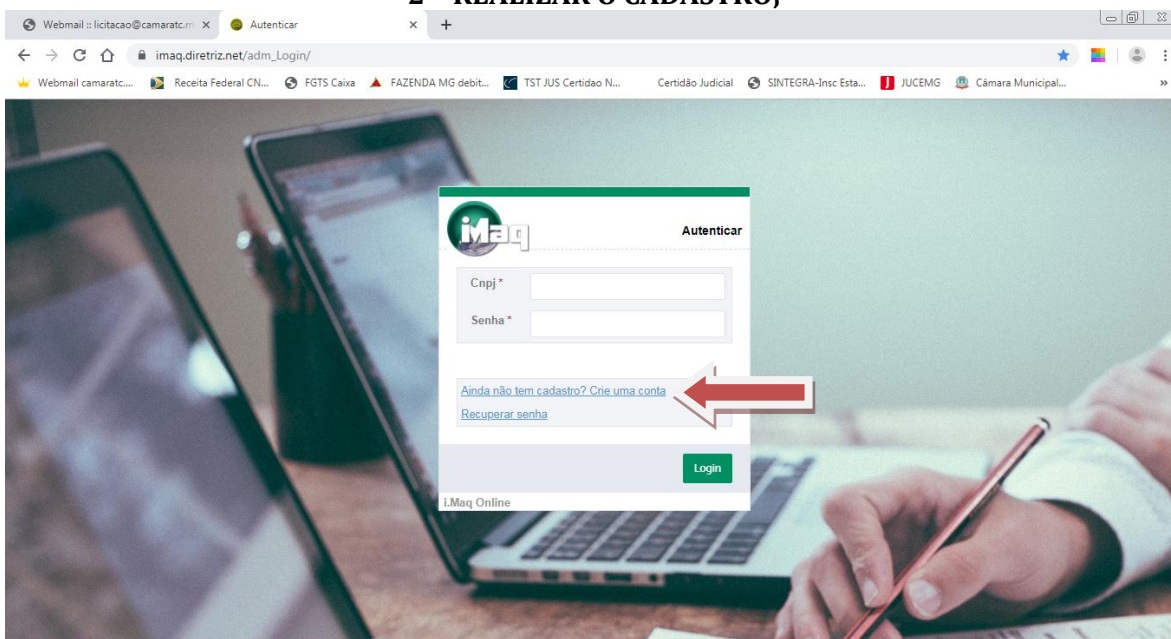 2 – REALIZAR O CADASTRO;
Webmail :: licitacao@camaratc.m
Autenticar
imaq.diretriz.net/adm_Login/
Webmail camaratc....
Receita Federal CN...
FGTS Caixa
FAZENDA MG debit...
TST JUS Certidao N...
Certidão Judicial
SINTEGRA-Insc Esta...
JUCEMG
Câmara Municipal...
iMaq
Autenticar
Cnpj *
Senha *
Ainda não tem cadastro? Crie uma conta
Recuperar senha
Login
i.Maq Online